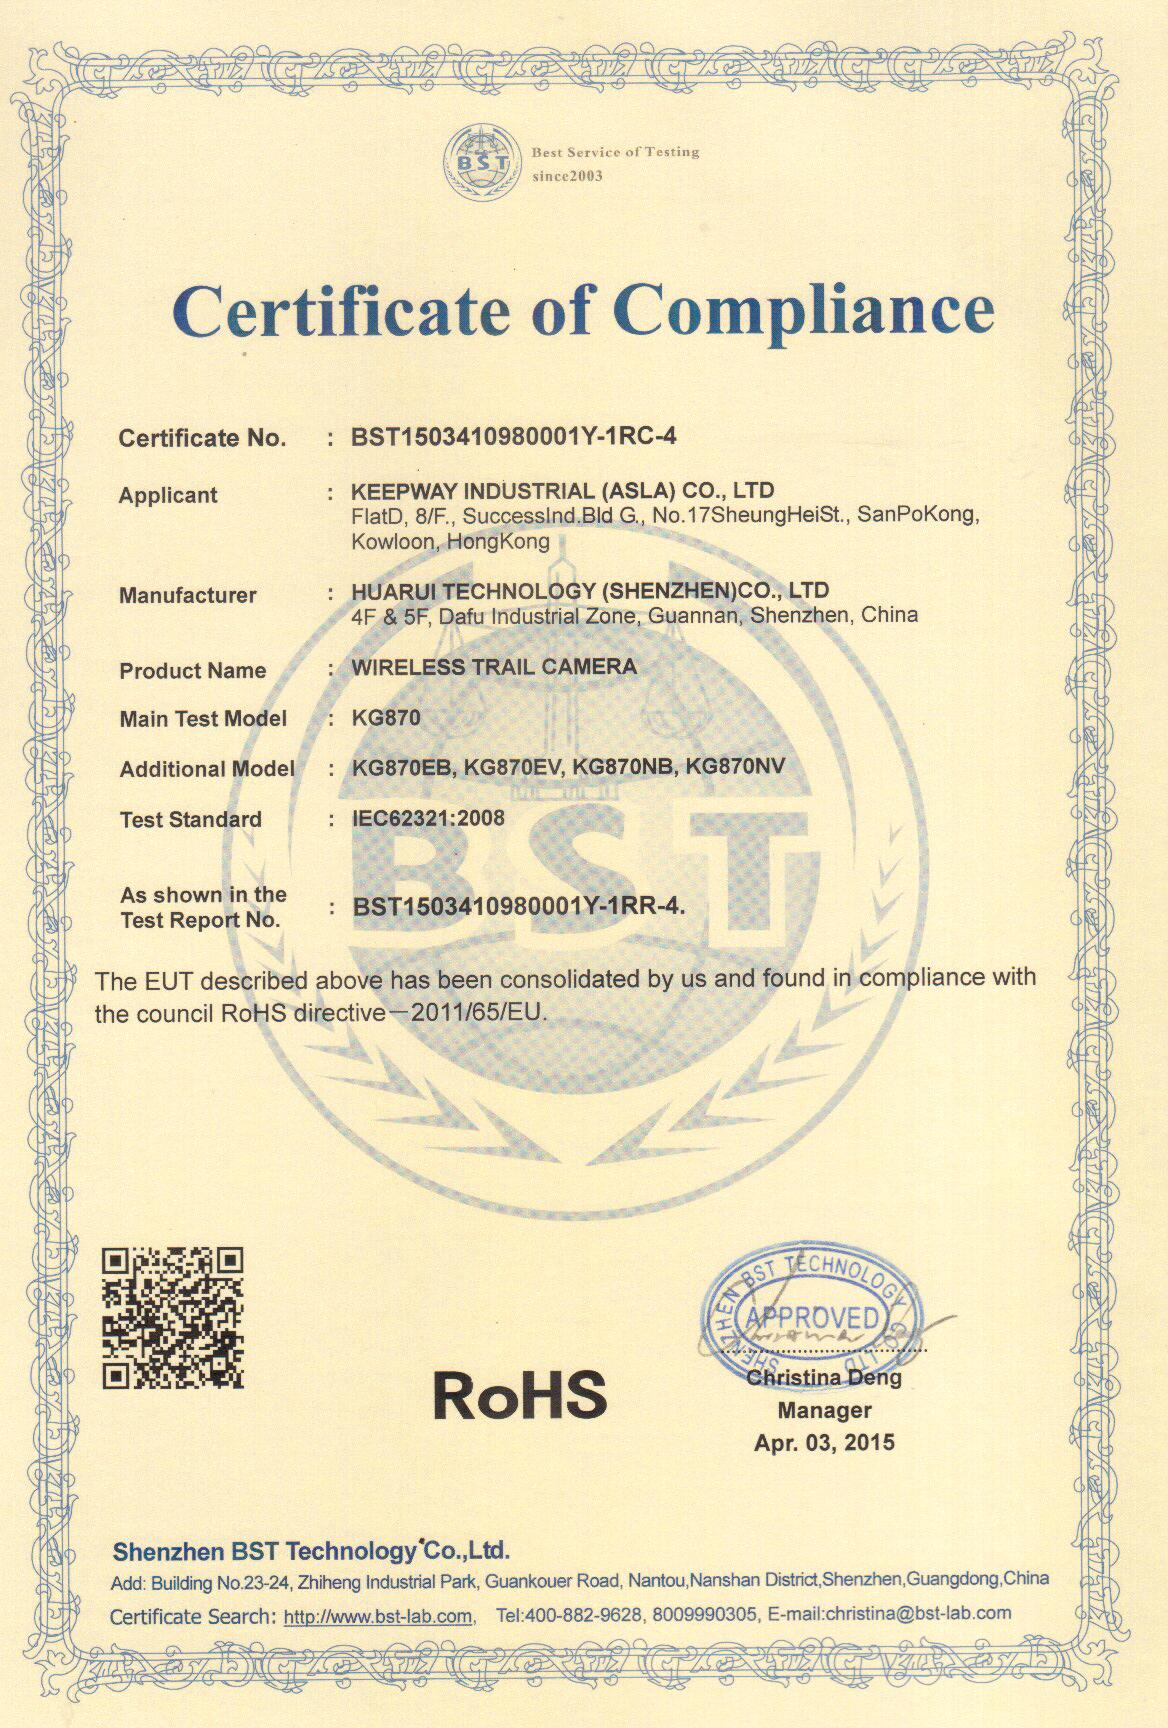 BST
Best Service of Testing
since2003
Certificate of Compliance
Certificate No. : BST1503410980001Y-1RC-4
Applicant : KEEPWAY INDUSTRIAL (ASLA) CO., LTD
FlatD, 8/F., SuccessInd.Bld G., No.17SheungHeiSt., SanPoKong,
Kowloon, HongKong
Manufacturer : HUARUI TECHNOLOGY (SHENZHEN)CO., LTD
4F & 5F, Dafu Industrial Zone, Guannan, Shenzhen, China
Product Name : WIRELESS TRAIL CAMERA
Main Test Model : KG870
Additional Model : KG870EB, KG870EV, KG870NB, KG870NV
Test Standard : IEC62321:2008
BST
As shown in the
Test Report No. : BST1503410980001Y-1RR-4.
The EUT described above has been consolidated by us and found in compliance with
the council RoHS directive—2011/65/EU.
SHENZHEN BST TECHNOLOGY CO. LTD
APPROVED
RoHS
Christina Deng
Manager
Apr. 03, 2015
Shenzhen BST Technology Co.,Ltd.
Add: Building No.23-24, Zhiheng Industrial Park, Guankouer Road, Nantou,Nanshan District,Shenzhen,Guangdong,China
Certificate Search: http://www.bst-lab.com, Tel:400-882-9628, 8009990305, E-mail:christina@bst-lab.com